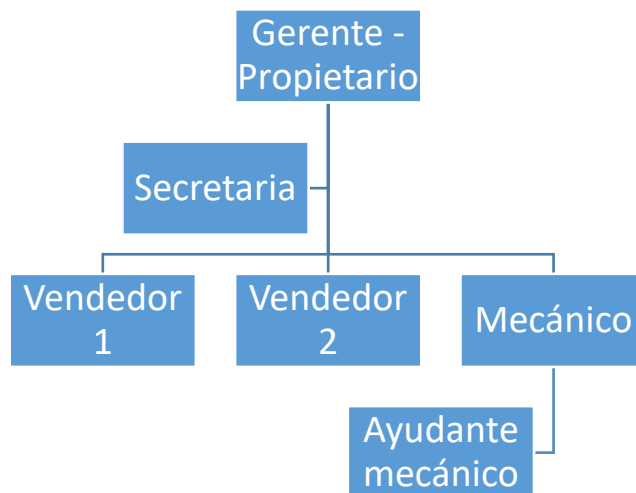 Gerente -
Propietario
Secretaria
Vendedor
1
Vendedor
2
Mecánico
Ayudante
mecánico